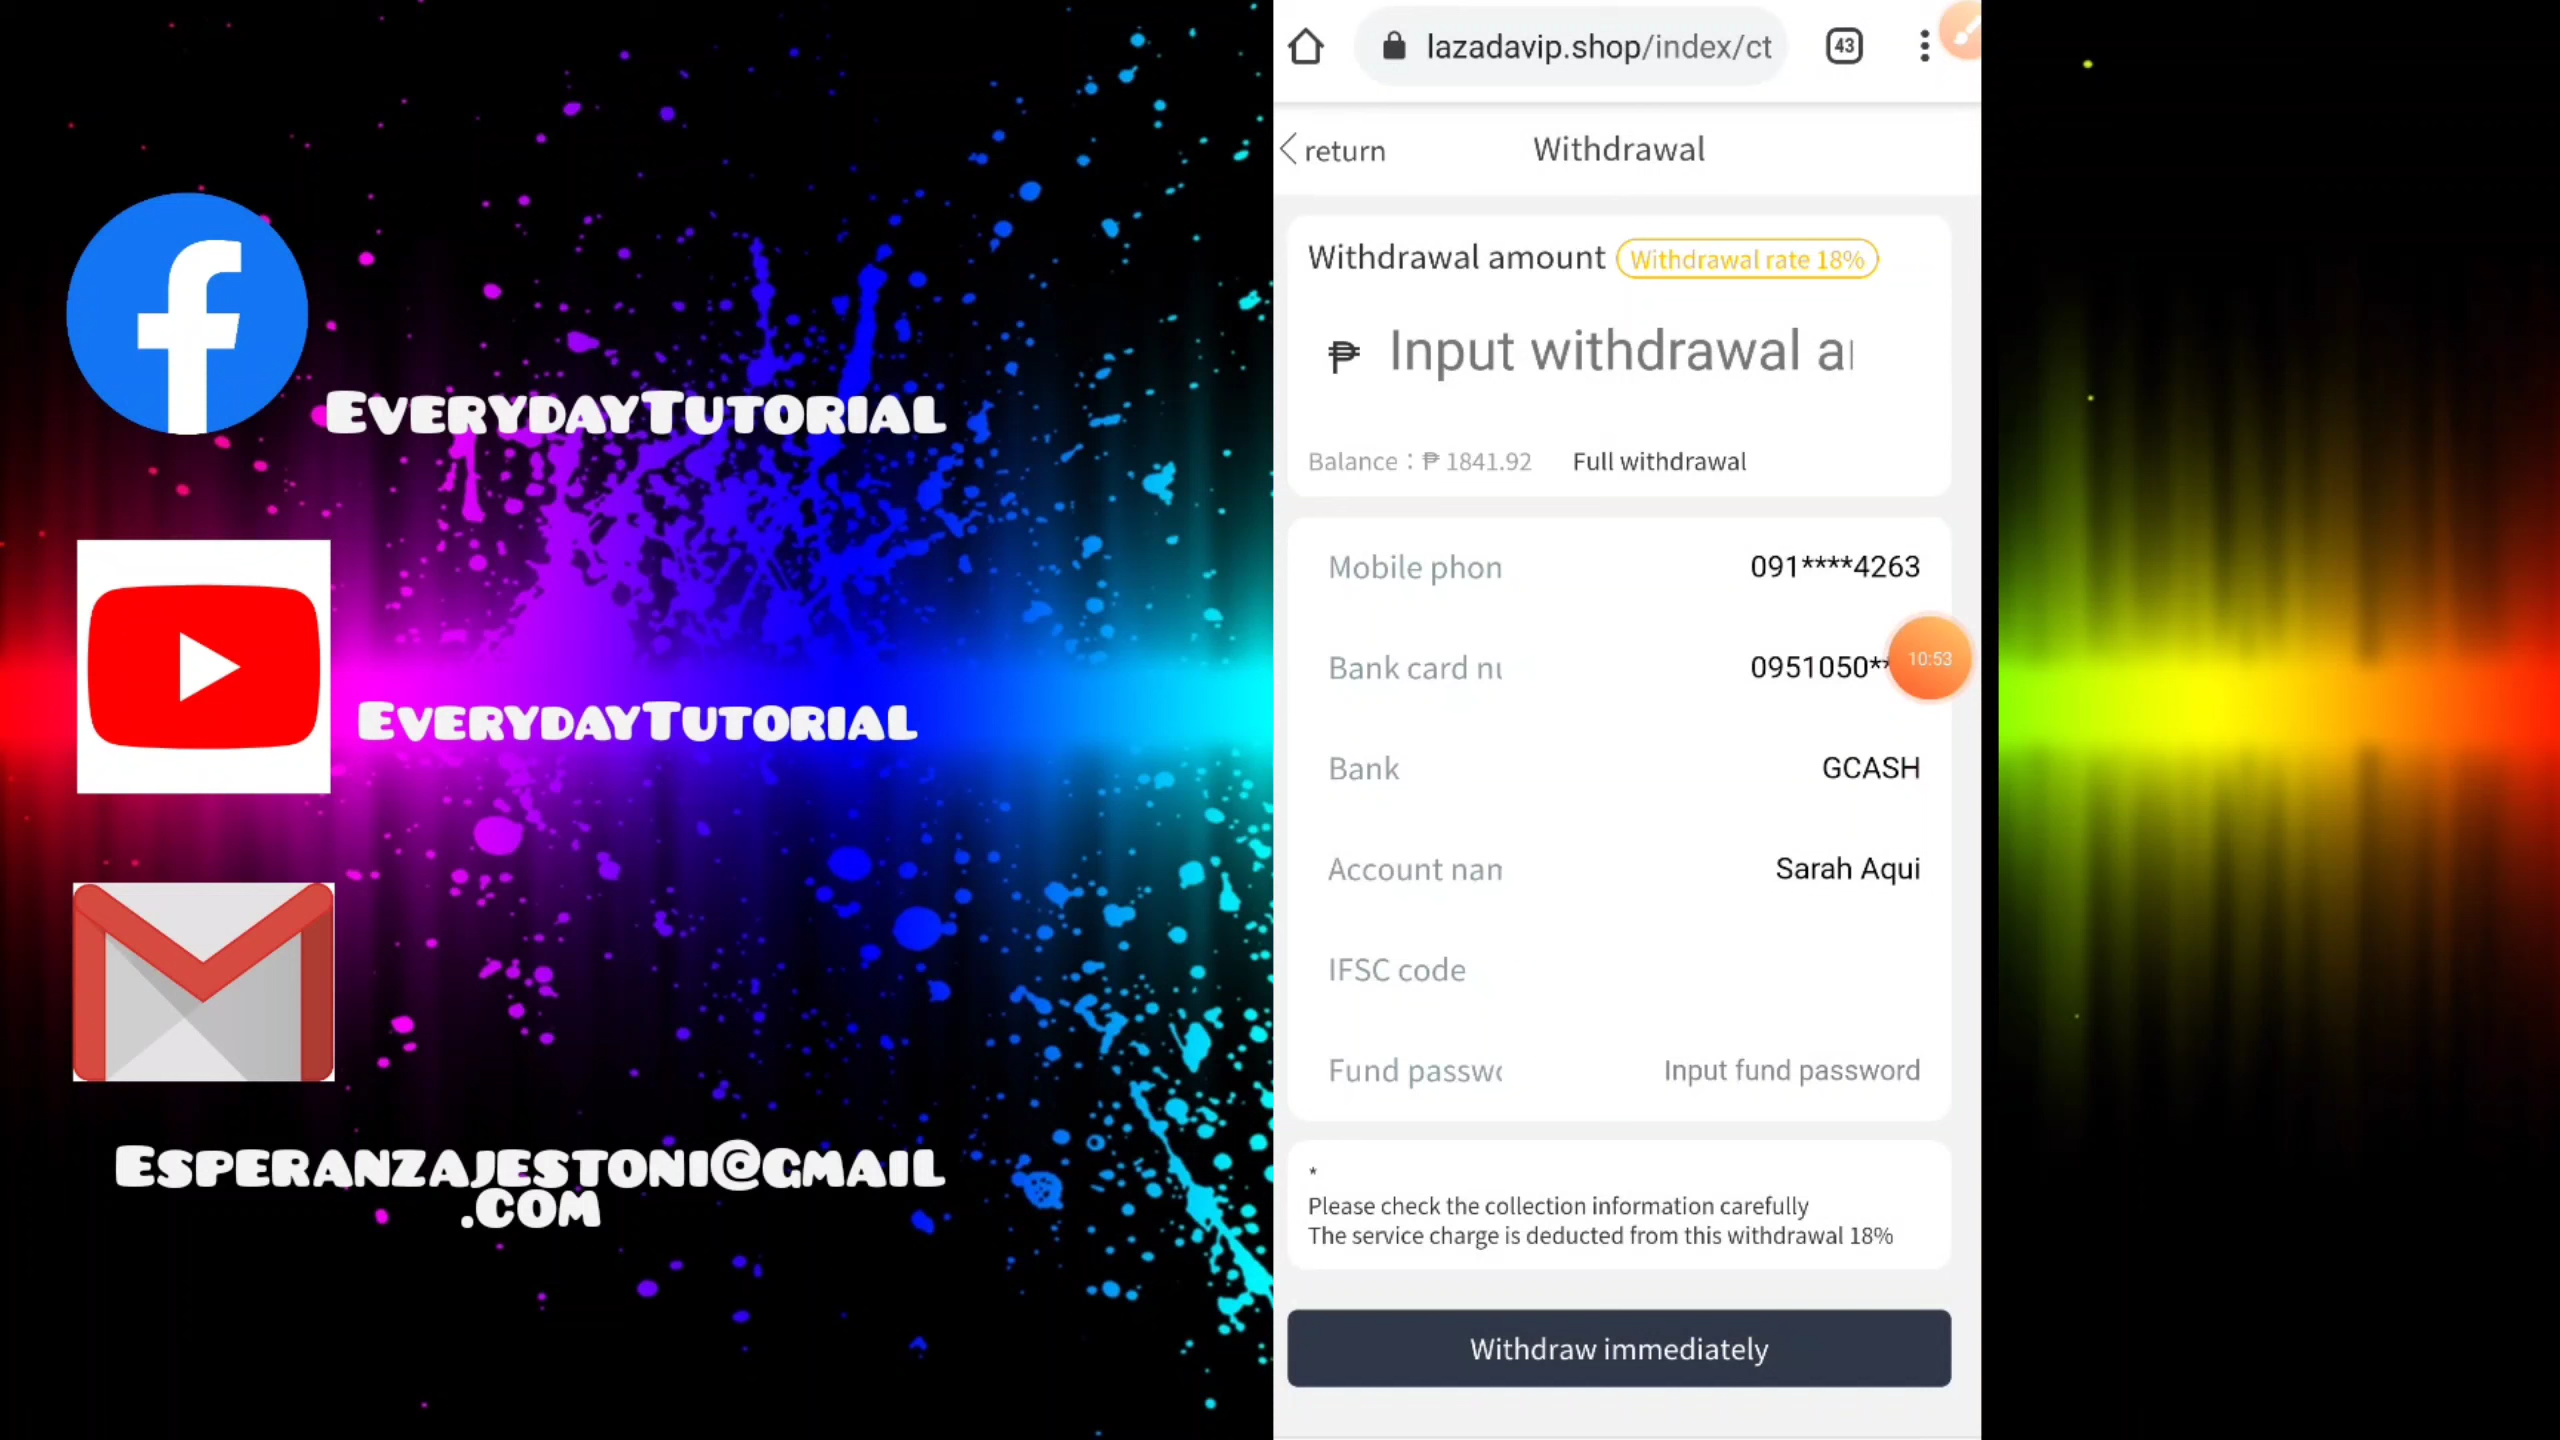 EverydayTutorial
EverydayTutorial
Esperanzajestoni@gmail
.com
lazadavip.shop/index/ct
43
return
Withdrawal
Withdrawal amount
Withdrawal rate 18%
₱ Input withdrawal a
Balance：₱ 1841.92
Full withdrawal
Mobile phon
091****4263
Bank card nu
0951050**
10:53
Bank
GCASH
Account nan
Sarah Aqui
IFSC code
Fund passwo
Input fund password
*
Please check the collection information carefully
The service charge is deducted from this withdrawal 18%
Withdraw immediately